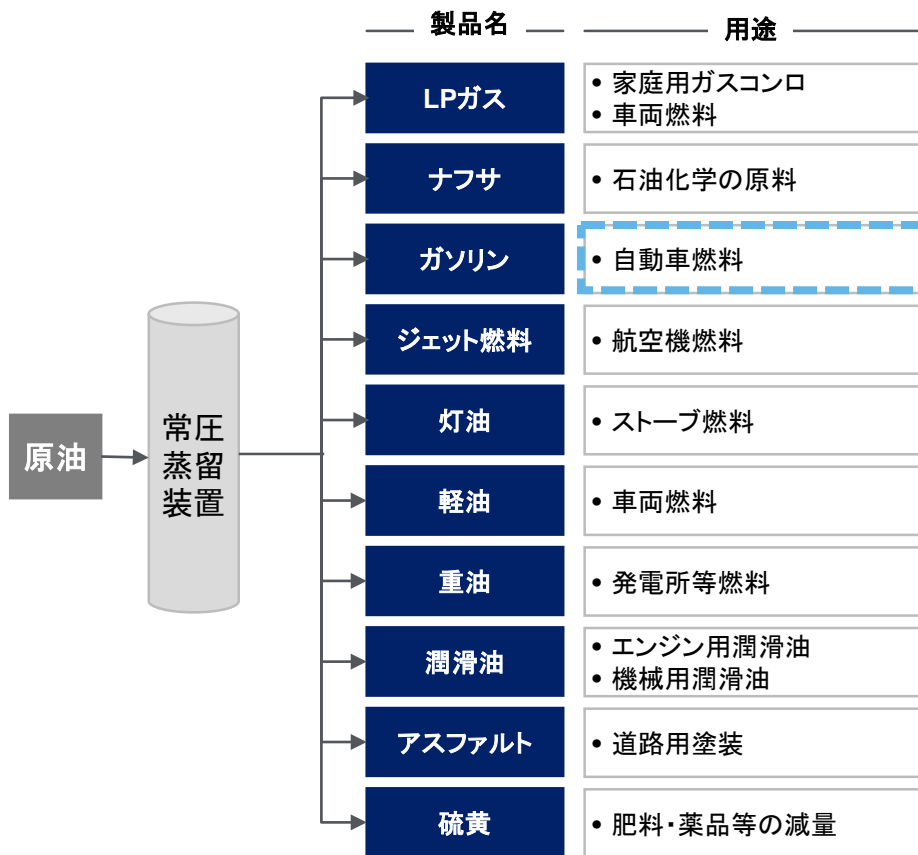 製品名
用途
LPガス
• 家庭用ガスコンロ
• 車両燃料
ナフサ
• 石油化学の原料
ガソリン
• 自動車燃料
ジェット燃料
• 航空機燃料
原油
常圧
蒸留
装置
灯油
• ストーブ燃料
軽油
• 車両燃料
重油
• 発電所等燃料
潤滑油
• エンジン用潤滑油
• 機械用潤滑油
アスファルト
• 道路用塗装
硫黄
• 肥料・薬品等の減量